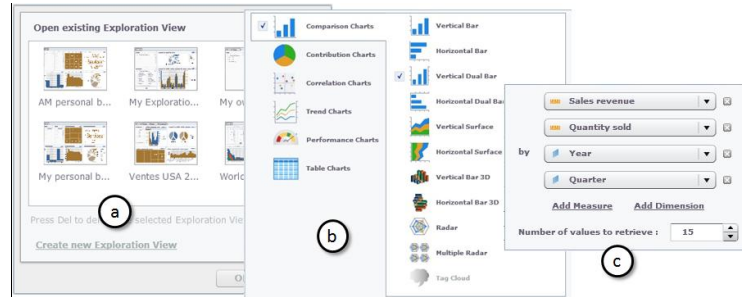 Open existing Exploration View
AM personal b...
My Exploratio...
My ow
My personal b...
Ventes USA 2...
World
Press Del to de selected Exploration Vie
Create new Exploration View
a
Comparison Charts
Contribution Charts
Correlation Charts
Trend Charts
Performance Charts
Table Charts
Vertical Bar
Horizontal Bar
Vertical Dual Bar
Horizontal Dual Bar
Vertical Surface
Horizontal Surface
Vertical Bar 3D
Horizontal Bar 3D
Radar
Multiple Radar
Tag Cloud
b
Sales revenue
Quantity sold
by Year
Quarter
Add Measure Add Dimension
Number of values to retrieve : 15
c